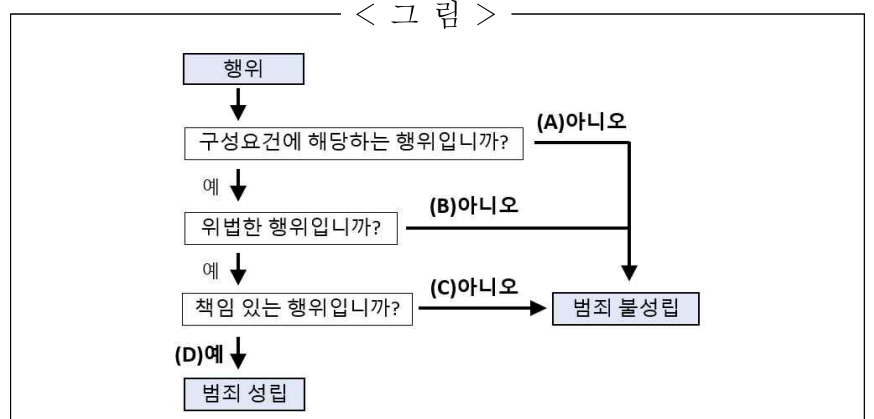 < 그 림 >
행위
구성요건에 해당하는 행위입니까?
(A)아니오
예
위법한 행위입니까?
(B)아니오
예
책임 있는 행위입니까?
(C)아니오
범죄 불성립
(D)예
범죄 성립